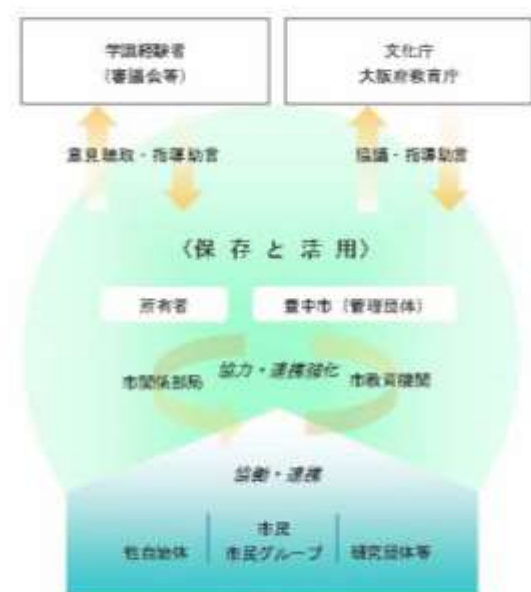 学識経験者
(審議会等)
文化庁
大阪府教育庁
意見聴取・指導助言
協議・指導助言
〈保存と活用〉
所有者
豊中市(管理団体)
協力・連携強化
市関係部局
市教育機関
協働・連携
他自治体
市民
市民グループ
研究団体等